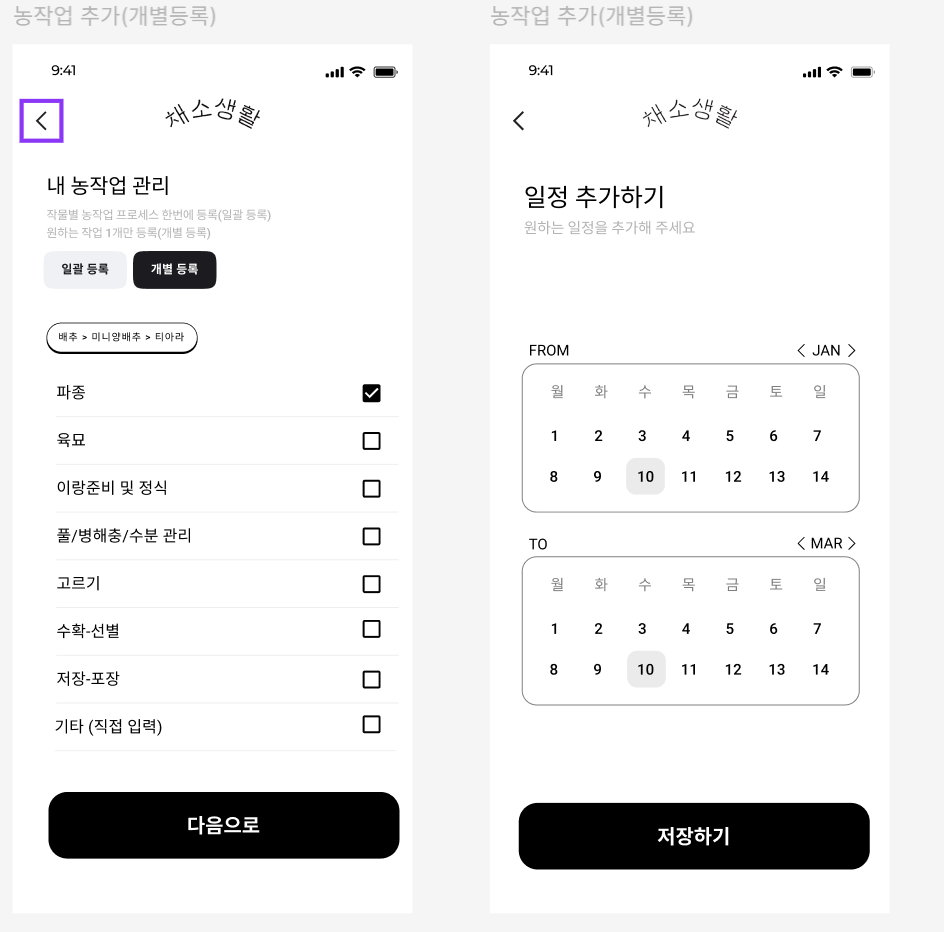 농작업 추가(개별등록)
9:41
채소생활
내 농작업 관리
작물별 농작업 프로세스 한번에 등록(일괄 등록)
원하는 작업 1개만 등록(개별 등록)
일괄 등록
개별 등록
배추 > 미니양배추 > 티아라
파종
육묘
이랑준비 및 정식
풀/병해충/수분 관리
고르기
수확-선별
저장-포장
기타 (직접 입력)
다음으로
농작업 추가(개별등록)
9:41
채소생활
일정 추가하기
원하는 일정을 추가해 주세요
FROM < JAN >
월 화 수 목 금 토 일
1 2 3 4 5 6 7
8 9 10 11 12 13 14
TO < MAR >
월 화 수 목 금 토 일
1 2 3 4 5 6 7
8 9 10 11 12 13 14
저장하기